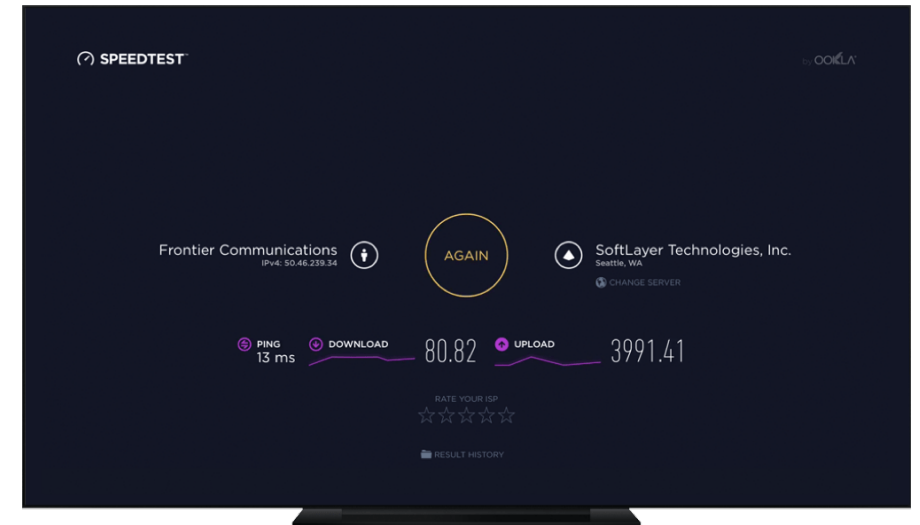 SPEEDTEST
by OOKLA
Frontier Communications
IPv4: 50.46.239.34
AGAIN
SoftLayer Technologies, Inc.
Seattle, WA
CHANGE SERVER
PING
13 ms
DOWNLOAD
80.82
UPLOAD
3991.41
RATE YOUR ISP
RESULT HISTORY